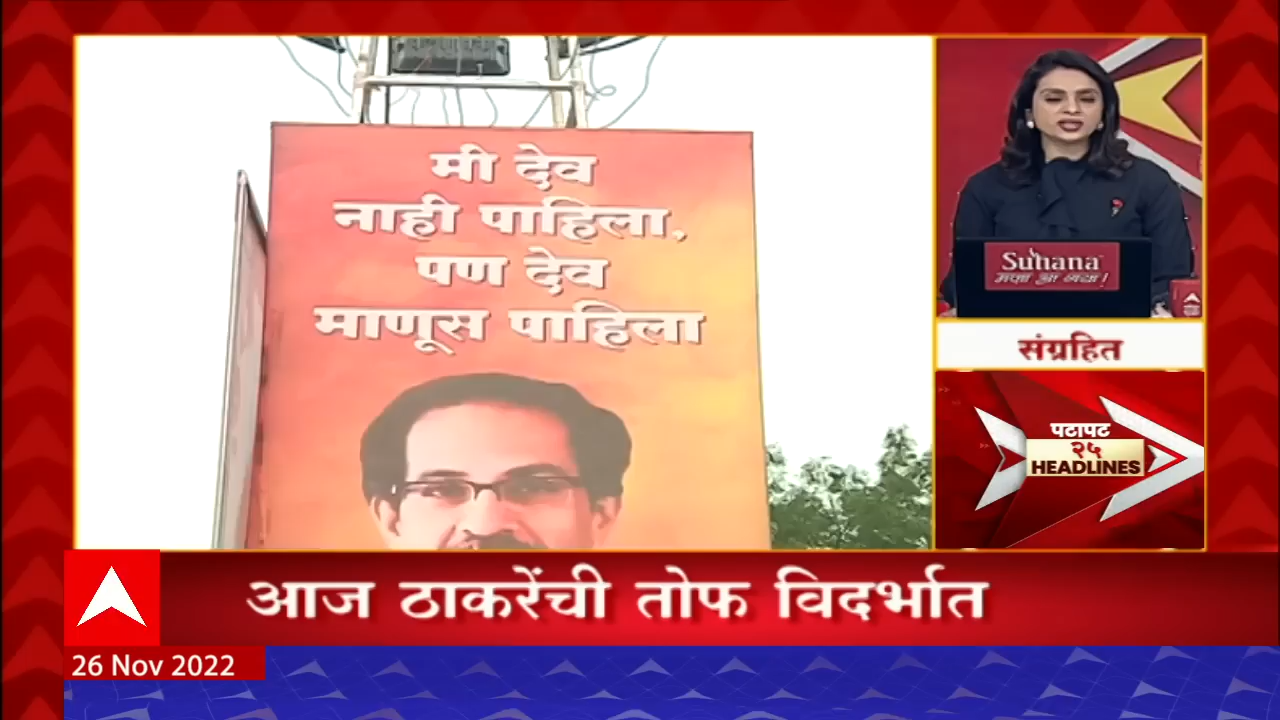 मी देव
नाही पाहिला,
पण देव
माणूस पाहिला
Suhana
संग्रहित
पटापट
२५
HEADLINES
आज ठाकरेंची तोफ विदर्भात
26 Nov 2022